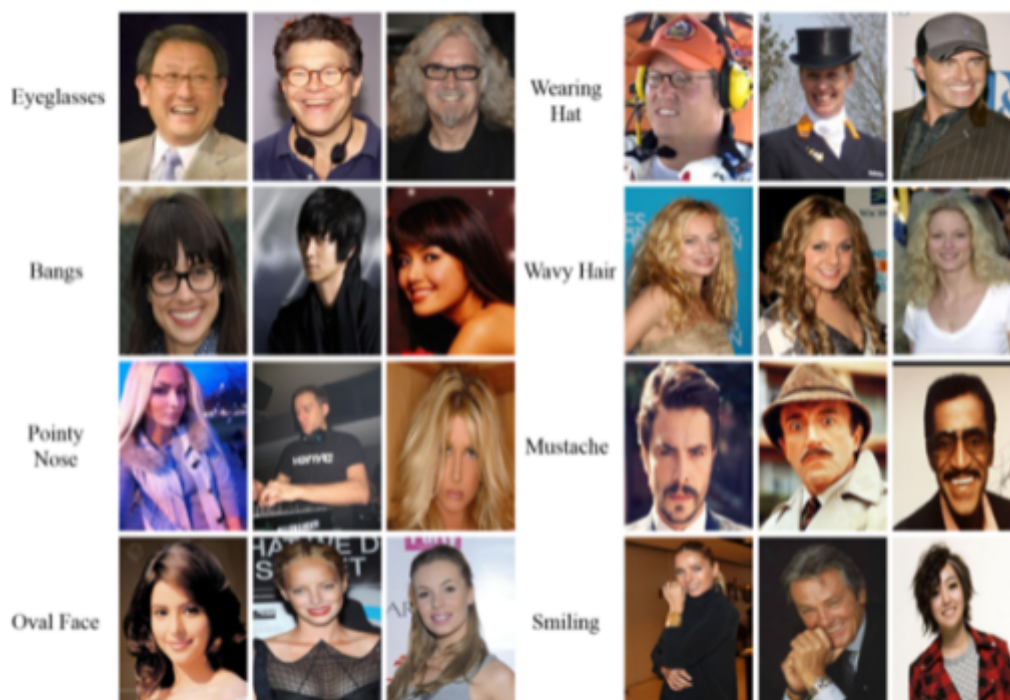 Eyeglasses
Wearing
Hat
Bangs
Wavy Hair
Pointy
Nose
Mustache
Oval Face
Smiling